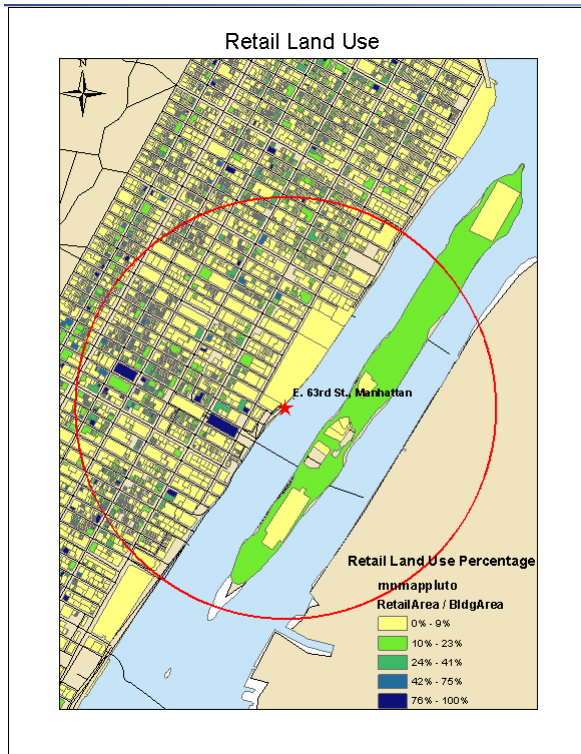 Retail Land Use
N
E. 63rd St., Manhattan
Retail Land Use Percentage
mnmappluto
RetailArea / BldgArea
0% - 9%
10% - 23%
24% - 41%
42% - 75%
76% - 100%